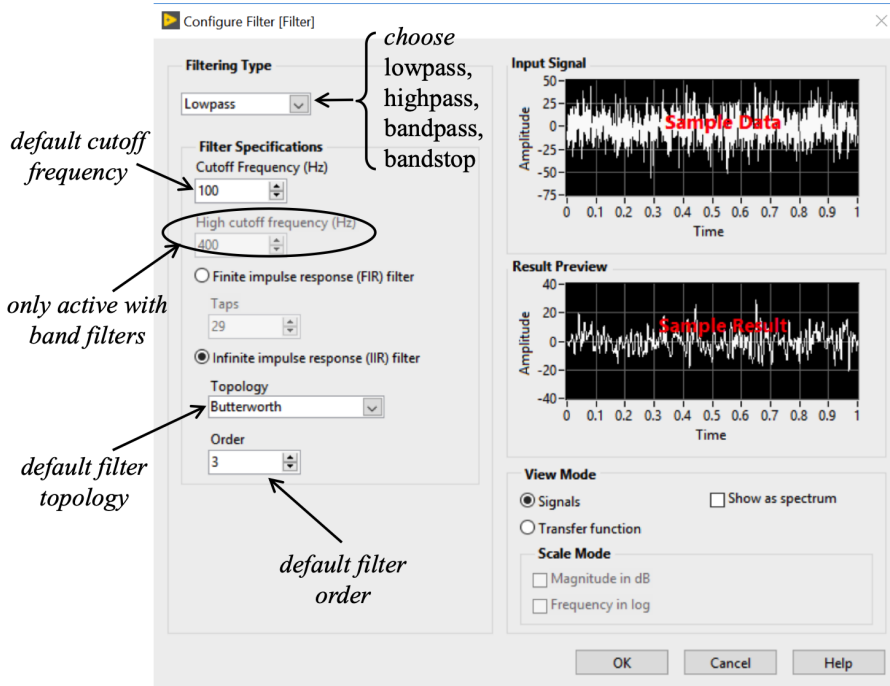 Configure Filter [Filter]
choose
lowpass,
highpass,
bandpass,
bandstop
Filtering Type
Lowpass
default cutoff
frequency
Filter Specifications
Cutoff Frequency (Hz)
100
High cutoff frequency (Hz)
400
only active with
band filters
Finite impulse response (FIR) filter
Taps
29
Infinite impulse response (IIR) filter
Topology
Butterworth
Order
3
default filter
topology
default filter
order
Input Signal
50
25
0
-25
-50
-75
Amplitude
Sample Data
0 0.1 0.2 0.3 0.4 0.5 0.6 0.7 0.8 0.9 1
Time
Result Preview
40
20
0
-20
-40
Amplitude
Sample Result
0 0.1 0.2 0.3 0.4 0.5 0.6 0.7 0.8 0.9 1
Time
View Mode
Signals
Show as spectrum
Transfer function
Scale Mode
Magnitude in dB
Frequency in log
OK Cancel Help